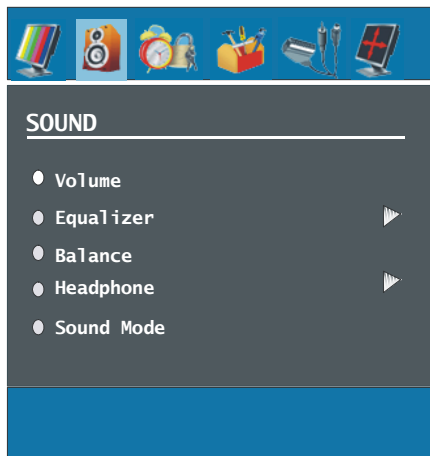 SOUND
Volume
Equalizer
Balance
Headphone
Sound Mode